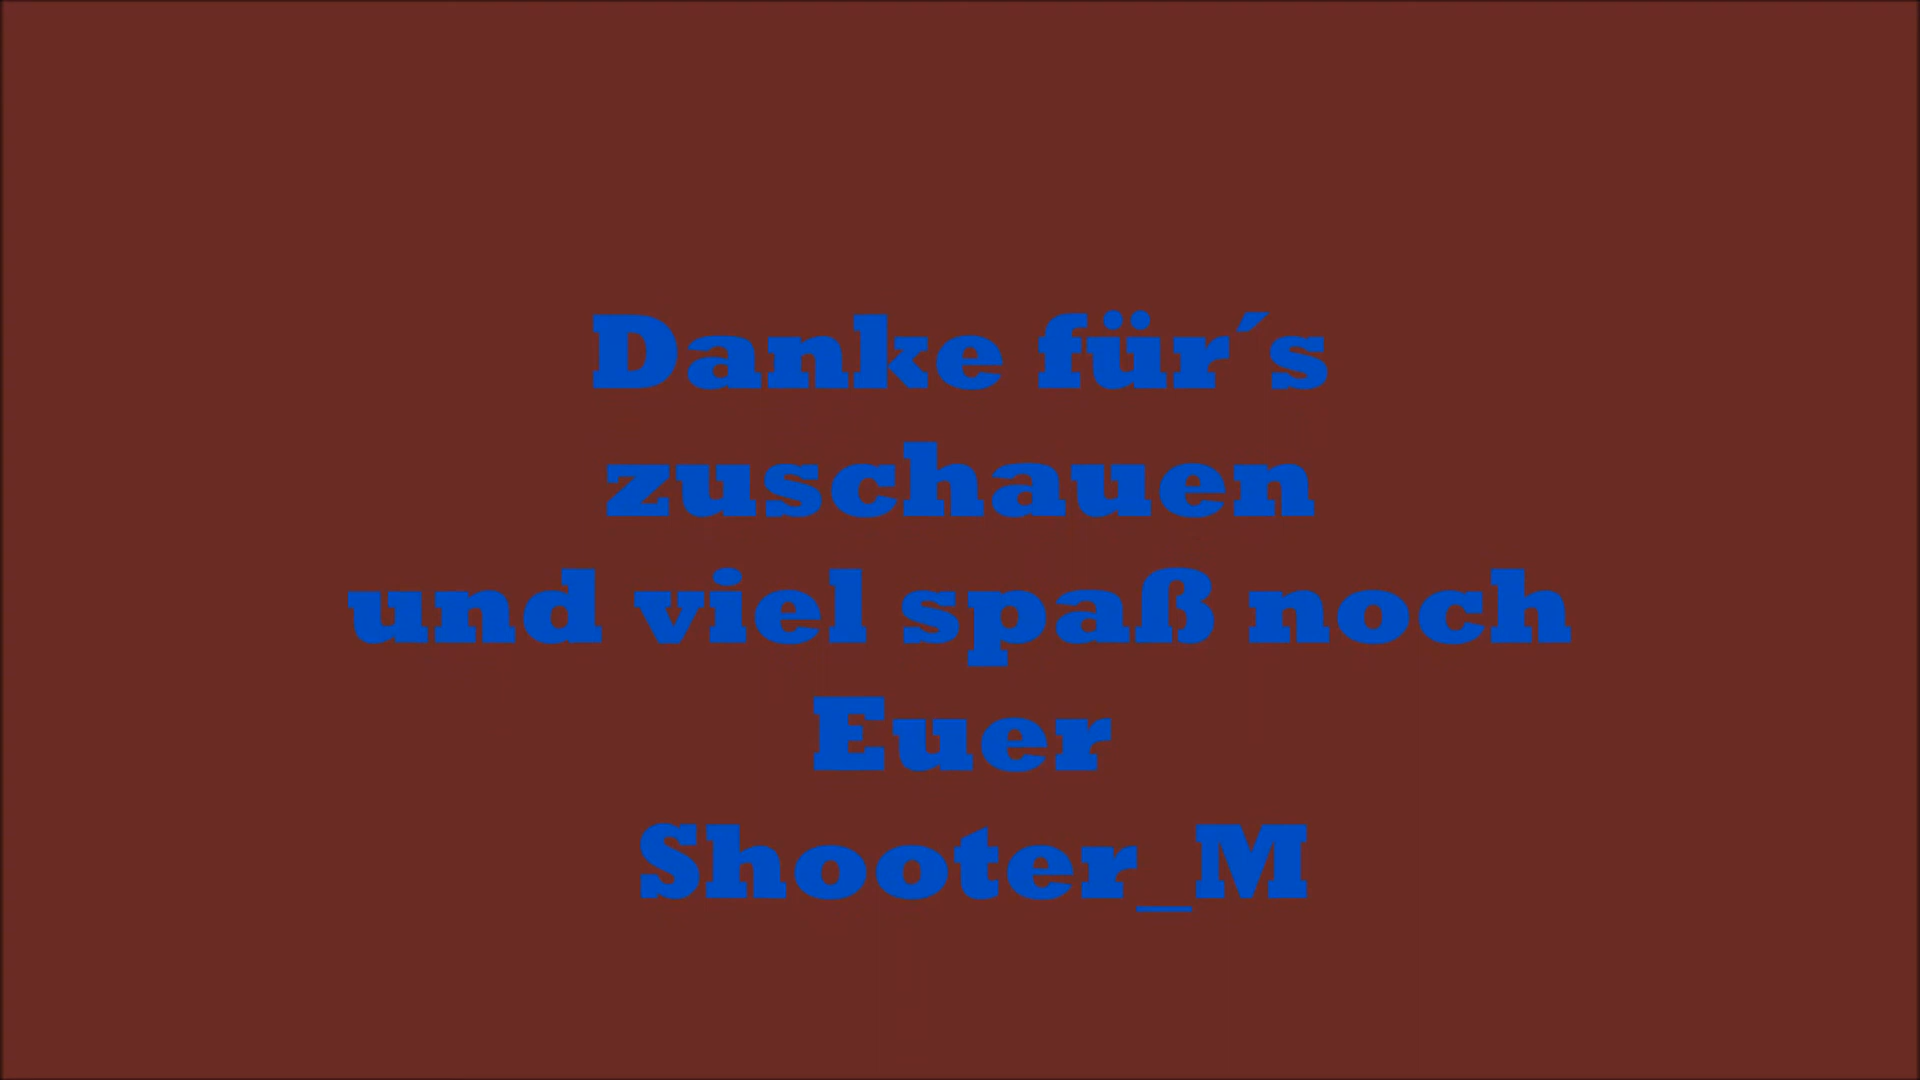 Danke für´s
zuschauen
und viel spaß noch
Euer
Shooter_M